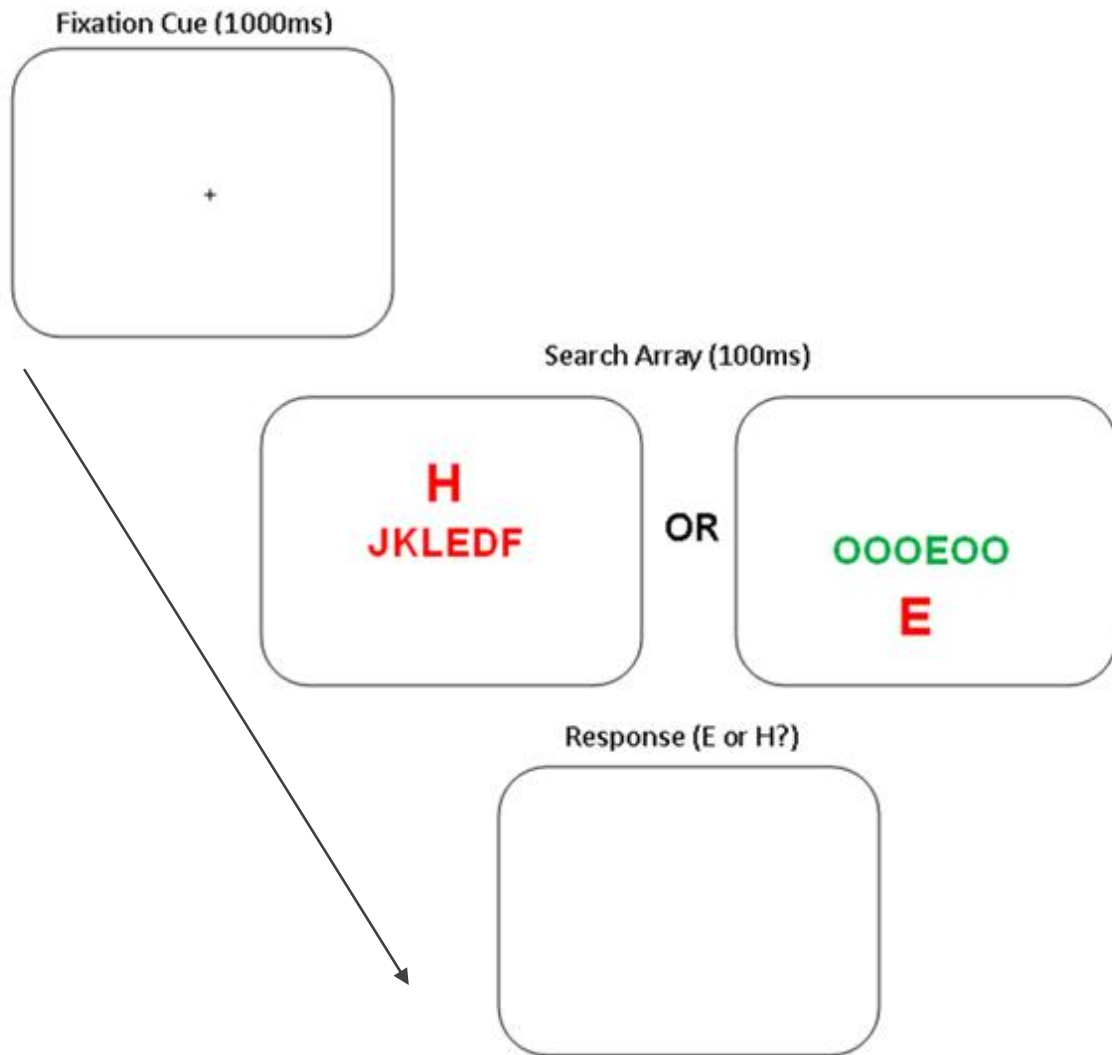 Fixation Cue (1000ms)
+
Search Array (100ms)
H
JKLEDF
OR
OOOEOO
E
Response (E or H?)